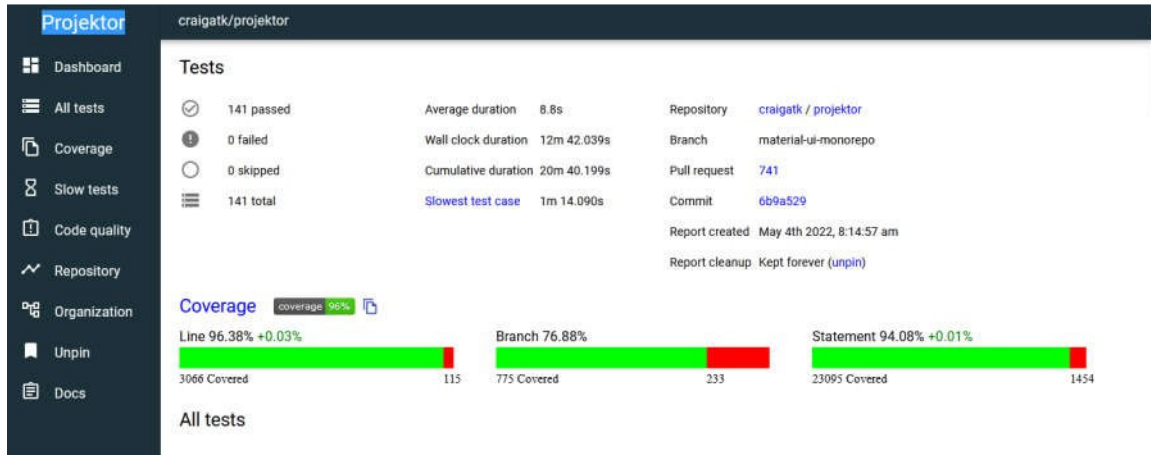 Projektor
craigatk/projektor
Dashboard
All tests
Coverage
Slow tests
Code quality
Repository
Organization
Unpin
Docs
Tests
141 passed
0 failed
0 skipped
141 total
Average duration 8.8s
Wall clock duration 12m 42.039s
Cumulative duration 20m 40.199s
Slowest test case 1m 14.090s
Repository craigatk / projektor
Branch material-ui-monorepo
Pull request 741
Commit 6b9a529
Report created May 4th 2022, 8:14:57 am
Report cleanup Kept forever (unpin)
Coverage coverage 96%
Line 96.38% +0.03%
3066 Covered 115
Branch 76.88%
775 Covered 233
Statement 94.08% +0.01%
23095 Covered 1454
All tests